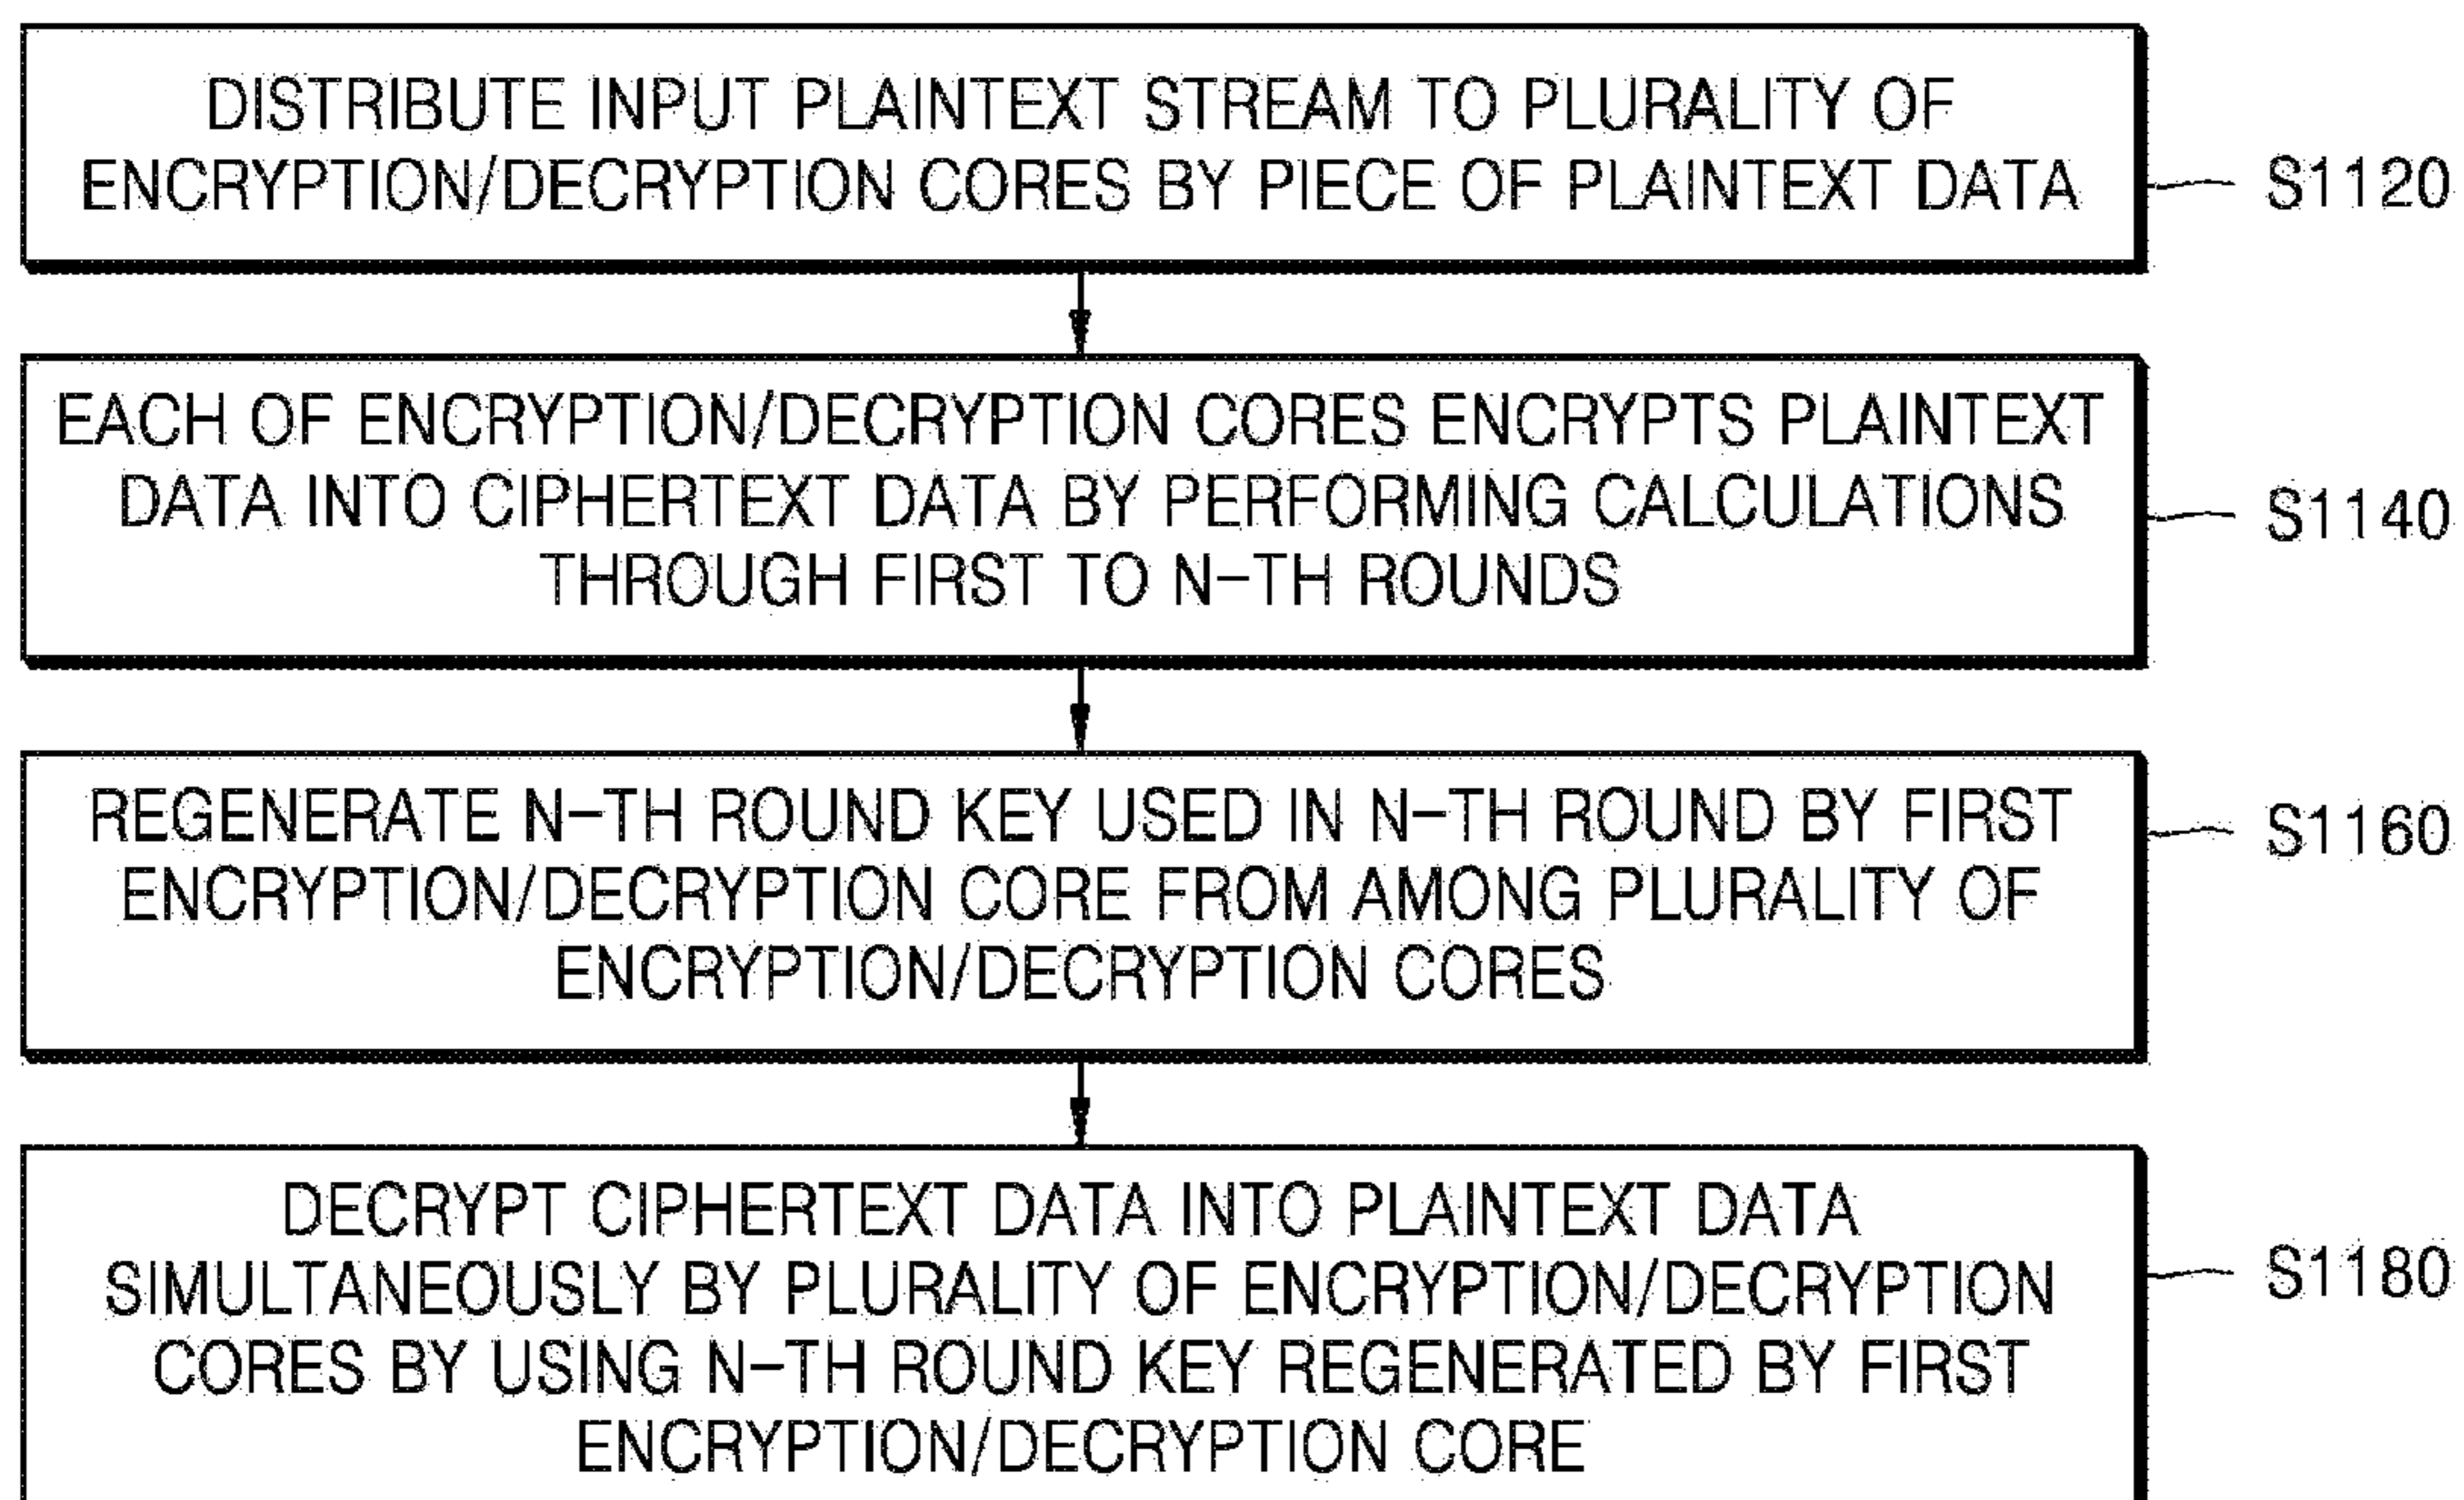 DISTRIBUTE INPUT PLAINTEXT STREAM TO PLURALITY OF
ENCRYPTION/DECRYPTION CORES BY PIECE OF PLAINTEXT DATA
S1120
EACH OF ENCRYPTION/DECRYPTION CORES ENCRYPTS PLAINTEXT
DATA INTO CIPHERTEXT DATA BY PERFORMING CALCULATIONS
THROUGH FIRST TO N-TH ROUNDS
S1140
REGENERATE N-TH ROUND KEY USED IN N-TH ROUND BY FIRST
ENCRYPTION/DECRYPTION CORE FROM AMONG PLURALITY OF
ENCRYPTION/DECRYPTION CORES
S1160
DECRYPT CIPHERTEXT DATA INTO PLAINTEXT DATA
SIMULTANEOUSLY BY PLURALITY OF ENCRYPTION/DECRYPTION
CORES BY USING N-TH ROUND KEY REGENERATED BY FIRST
ENCRYPTION/DECRYPTION CORE
S1180